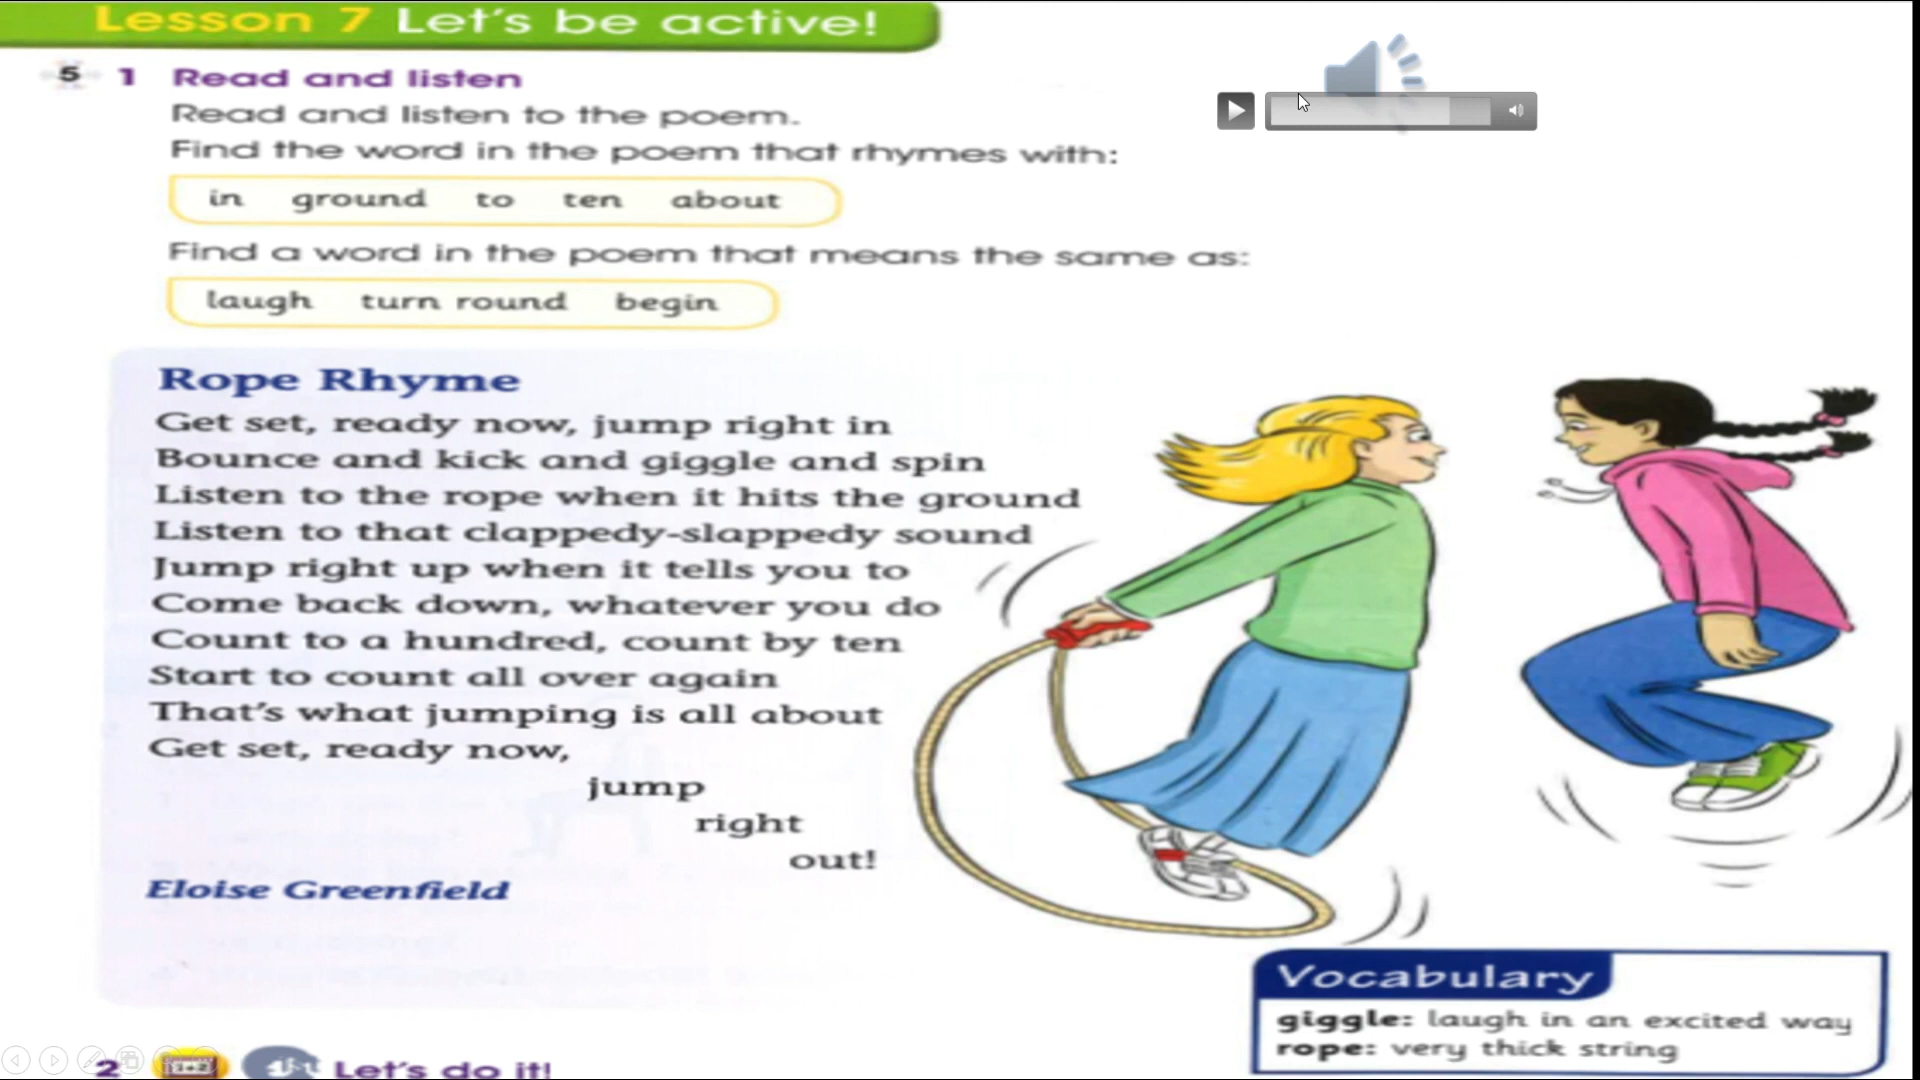 Lesson 7 Let's be active!
5 1 Read and listen
Read and listen to the poem.
Find the word in the poem that rhymes with:
in ground to ten about
Find a word in the poem that means the same as:
laugh turn round begin
Rope Rhyme
Get set, ready now, jump right in
Bounce and kick and giggle and spin
Listen to the rope when it hits the ground
Listen to that clappedy-slappedy sound
Jump right up when it tells you to
Come back down, whatever you do
Count to a hundred, count by ten
Start to count all over again
That's what jumping is all about
Get set, ready now,
jump
right
out!
Eloise Greenfield
Vocabulary
giggle: laugh in an excited way
rope: very thick string
2 Let's do it!